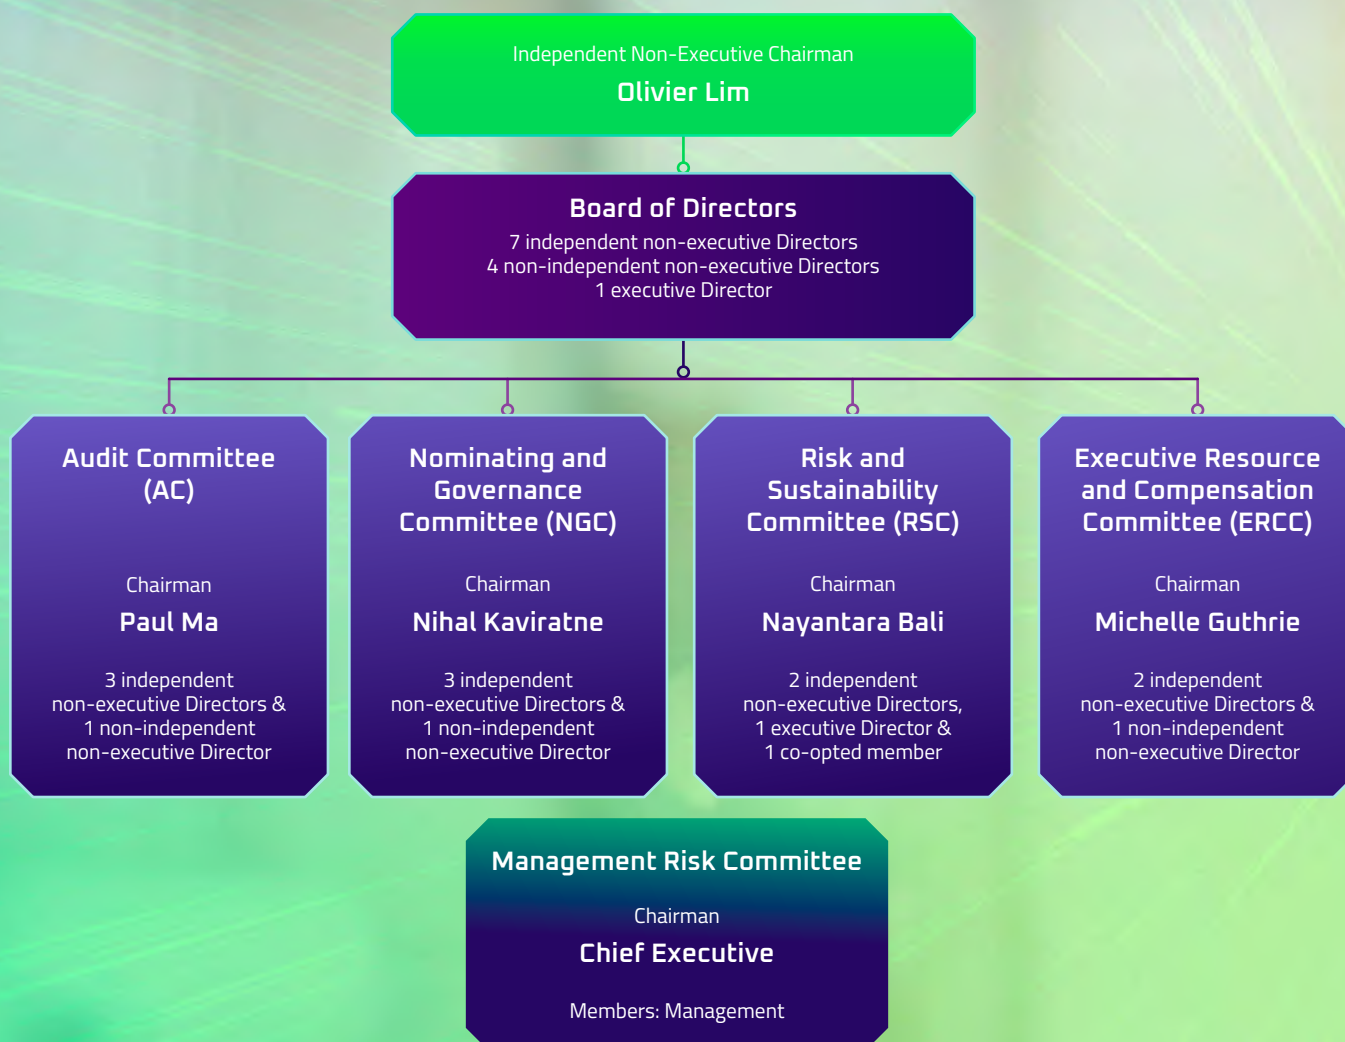 Independent Non-Executive Chairman
Olivier Lim
Board of Directors
7 independent non-executive Directors
4 non-independent non-executive Directors
1 executive Director
Audit Committee
(AC)
Chairman
Paul Ma
3 independent
non-executive Directors &
1 non-independent
non-executive Director
Nominating and
Governance
Committee (NGC)
Chairman
Nihal Kaviratne
3 independent
non-executive Directors &
1 non-independent
non-executive Director
Risk and
Sustainability
Committee (RSC)
Chairman
Nayantara Bali
2 independent
non-executive Directors,
1 executive Director &
1 co-opted member
Executive Resource
and Compensation
Committee (ERCC)
Chairman
Michelle Guthrie
2 independent
non-executive Directors &
1 non-independent
non-executive Director
Management Risk Committee
Chairman
Chief Executive
Members: Management